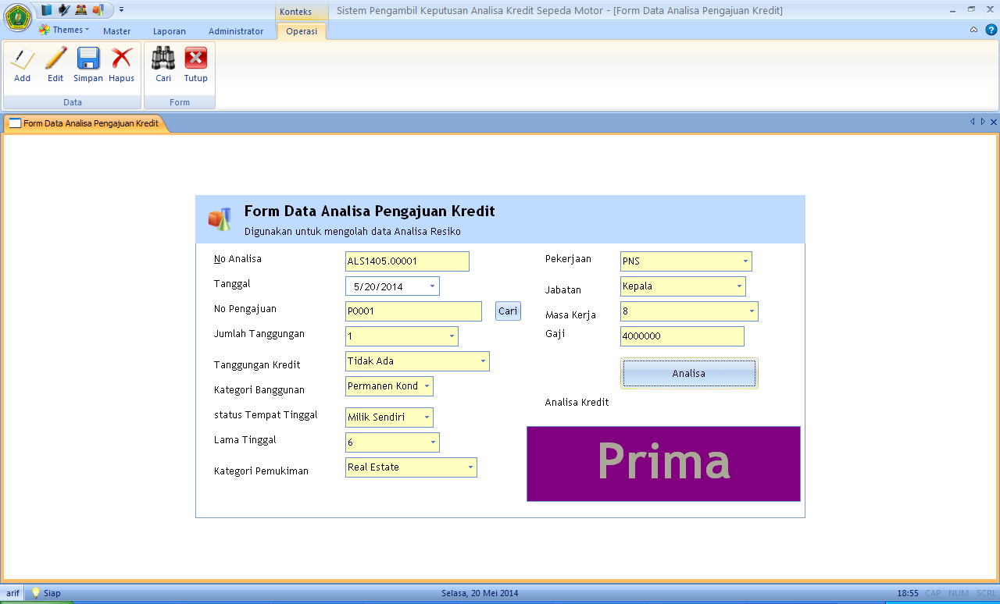 Konteks
Sistem Pengambil Keputusan Analisa Kredit Sepeda Motor - [Form Data Analisa Pengajuan Kredit]
Themes Master Laporan Administrator Operasi
Add Edit Simpan Hapus Cari Tutup
Data Form
Form Data Analisa Pengajuan Kredit
Form Data Analisa Pengajuan Kredit
Digunakan untuk mengolah data Analisa Resiko
No Analisa ALS1405.00001
Tanggal 5/20/2014
No Pengajuan P0001 Cari
Jumlah Tanggungan 1
Tanggungan Kredit Tidak Ada
Kategori Banggunan Permanen Kond
status Tempat Tinggal Milik Sendiri
Lama Tinggal 6
Kategori Pemukiman Real Estate
Pekerjaan PNS
Jabatan Kepala
Masa Kerja 8
Gaji 4000000
Analisa
Analisa Kredit
Prima
arif Siap Selasa, 20 Mei 2014 18:55 CAP NUM SCRL